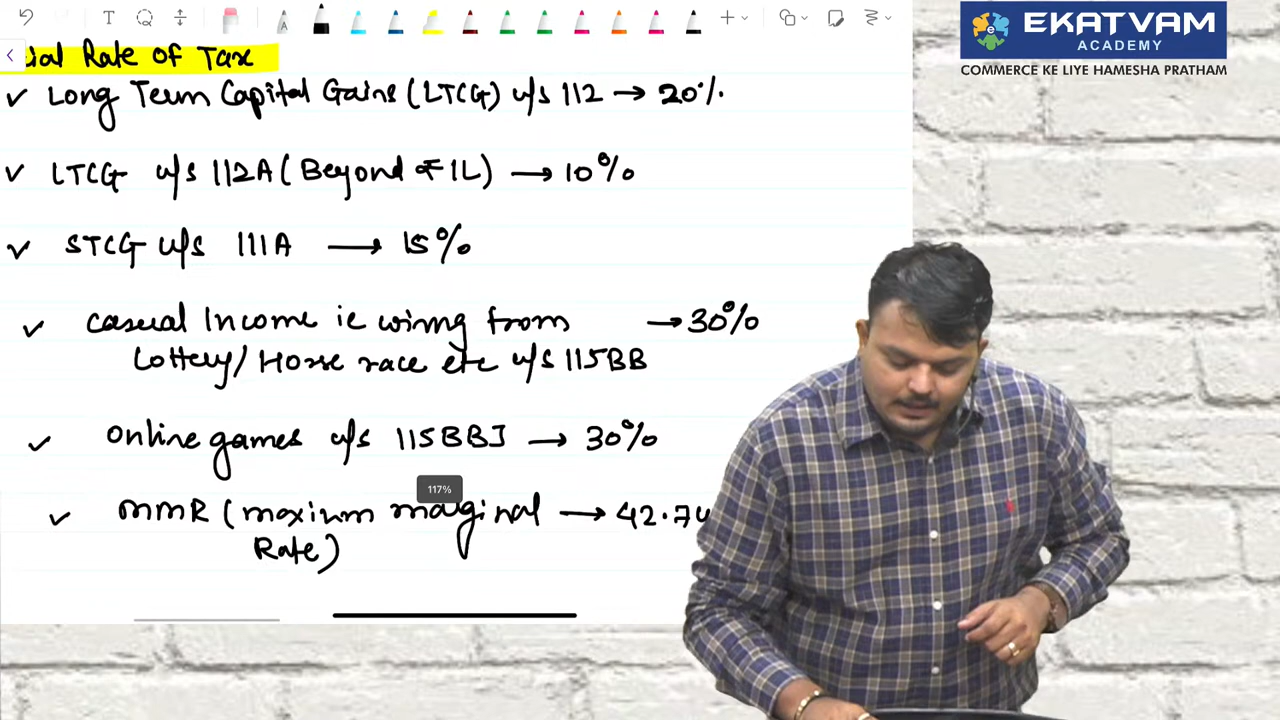 EKATVAM
ACADEMY
COMMERCE KE LIYE HAMESHA PRATHAM
ial Rate of Tax
✓ Long Term Capital Gains (LTCG) u/s 112 → 20%
✓ LTCG u/s 112A (Beyond ₹ 1L) → 10%
✓ STCG u/s 111A → 15%
✓ Casual Income ie from → 30%
Lottery/ Horse race etc u/s 115BB
✓ Online games u/s 115BBJ → 30%
117%
✓ MMR (maxium marginal → 42.74
Rate)